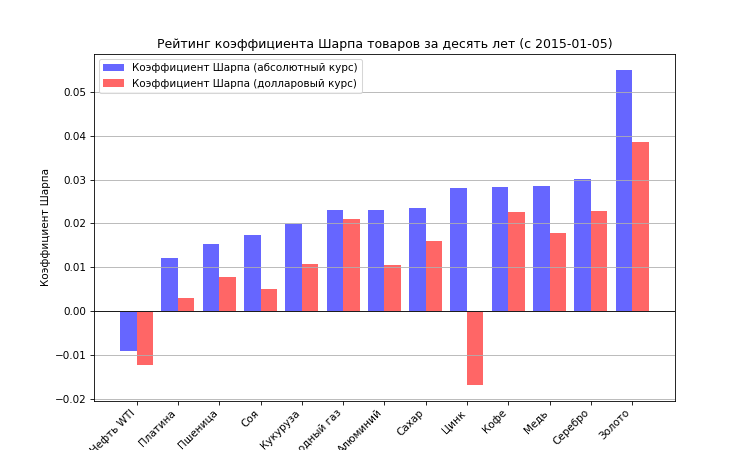 Рейтинг коэффициента Шарпа товаров за десять лет (с 2015-01-05)
Коэффициент Шарпа (абсолютный курс)
Коэффициент Шарпа (долларовый курс)
Коэффициент Шарпа
0.05
0.04
0.03
0.02
0.01
0.00
−0.01
−0.02
Нефть WTI
Платина
Пшеница
Соя
Кукуруза
газ
Алюминий
Сахар
Цинк
Кофе
Медь
Серебро
Золото